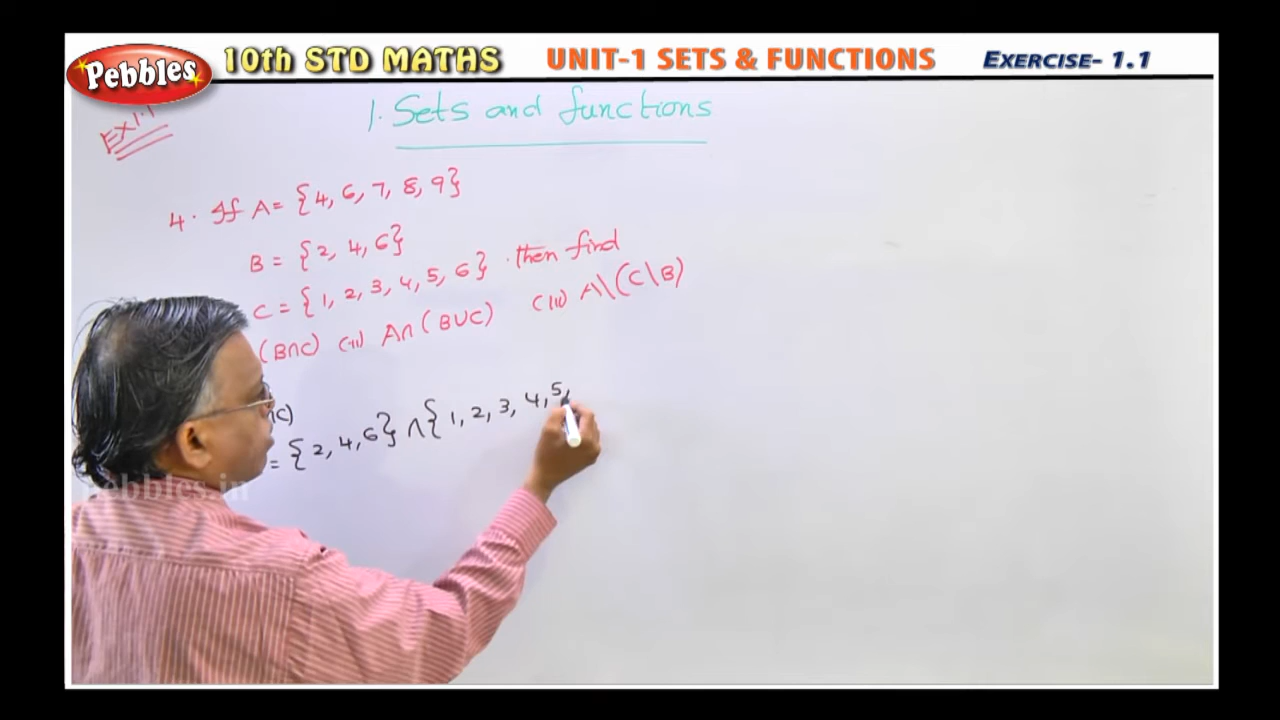 Pebbles 10th STD MATHS UNIT-1 SETS & FUNCTIONS EXERCISE- 1.1
EX 1.1
1. Sets and functions
4. If A = {4, 6, 7, 8, 9}
B = {2, 4, 6}
C = {1, 2, 3, 4, 5, 6} . then find
(B∩C) (ii) A∩(B∪C) (iii) A\(C\B)
∩C)
= {2, 4, 6} ∩ {1, 2, 3, 4, 5,
pebbles.in